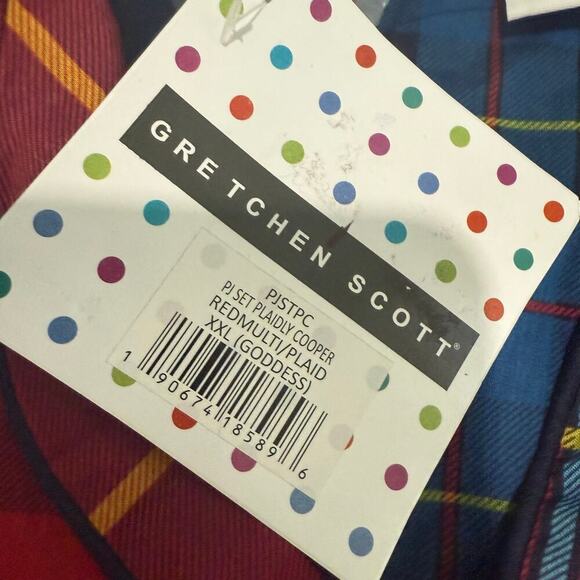 GRETCHEN SCOTT®
PJSTPC
PJ SET PLAIDLY COOPER
REDMULTI/PLAID
XXL (GODDESS)
1 90674 18589 6